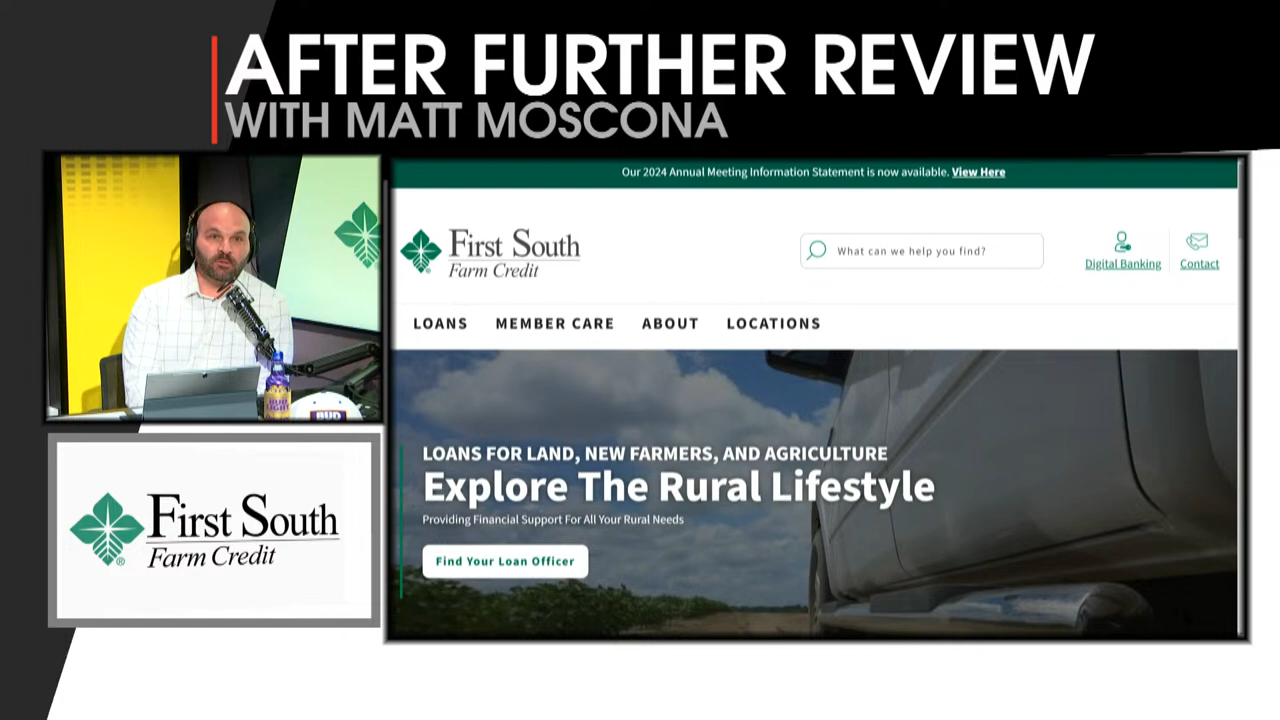 AFTER FURTHER REVIEW
WITH MATT MOSCONA
Our 2024 Annual Meeting Information Statement is now available. View Here
First South
Farm Credit
What can we help you find?
Digital Banking
Contact
LOANS
MEMBER CARE
ABOUT
LOCATIONS
LOANS FOR LAND, NEW FARMERS, AND AGRICULTURE
Explore The Rural Lifestyle
Providing Financial Support For All Your Rural Needs
Find Your Loan Officer
BUD
LIGHT
BUD
First South
Farm Credit
®